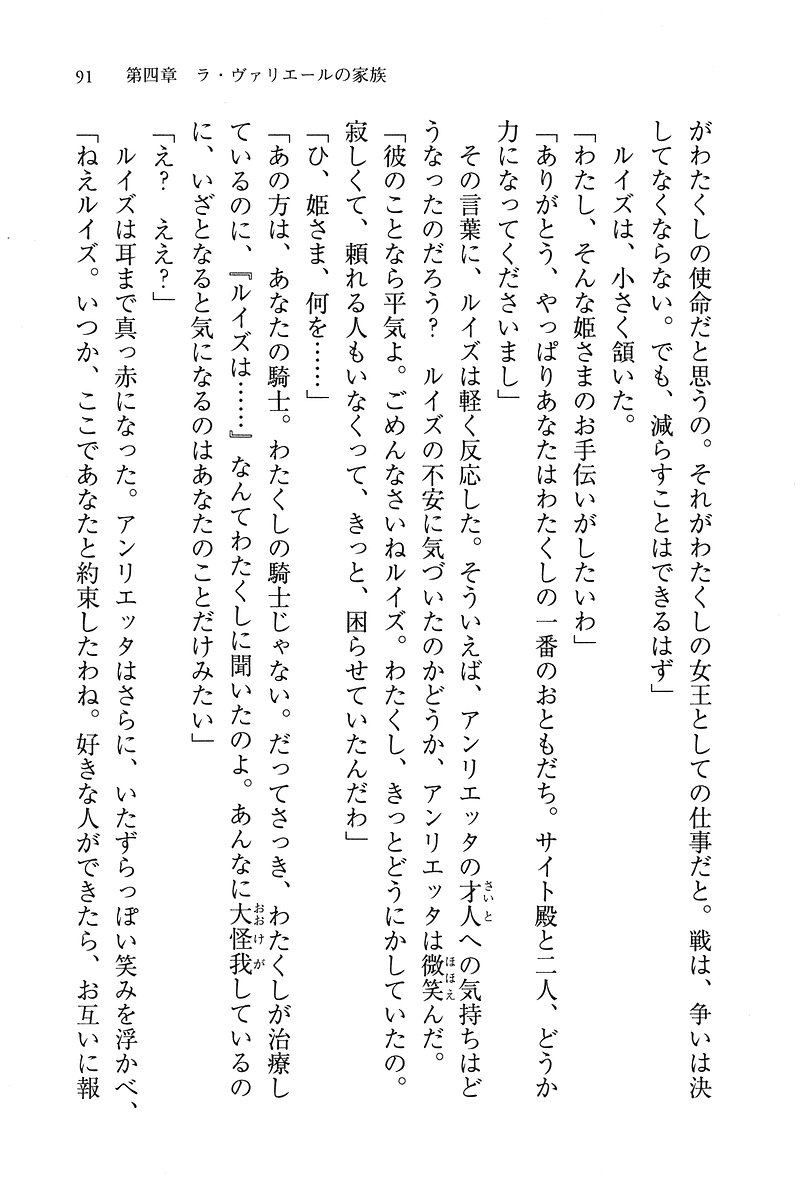 91　第四章　ラ・ヴァリエールの家族
がわたくしの使命だと思うの。それがわたくしの女王としての仕事だと。戦は、争いは決
してなくならない。でも、減らすことはできるはず」
　ルイズは、小さく頷いた。
「わたし、そんな姫さまのお手伝いがしたいわ」
「ありがとう、やっぱりあなたはわたくしの一番のおともだち。サイト殿と二人、どうか
力になってくださいまし」
　その言葉に、ルイズは軽く反応した。そういえば、アンリエッタの才人さいとへの気持ちはど
うなったのだろう？　ルイズの不安に気づいたのかどうか、アンリエッタは微笑ほほえんだ。
「彼のことなら平気よ。ごめんなさいねルイズ。わたくし、きっとどうにかしていたの。
寂しくて、頼れる人もいなくって、きっと、困らせていたんだわ」
「ひ、姫さま、何を……」
「あの方は、あなたの騎士。わたくしの騎士じゃない。だってさっき、わたくしが治療し
ているのに、『ルイズは……』なんてわたくしに聞いたのよ。あんなに大怪我おおけがしているの
に、いざとなると気になるのはあなたのことだけみたい」
「え？　ええ？」
　ルイズは耳まで真っ赤になった。アンリエッタはさらに、いたずらっぽい笑みを浮かべ、
「ねえルイズ。いつか、ここであなたと約束したわね。好きな人ができたら、お互いに報